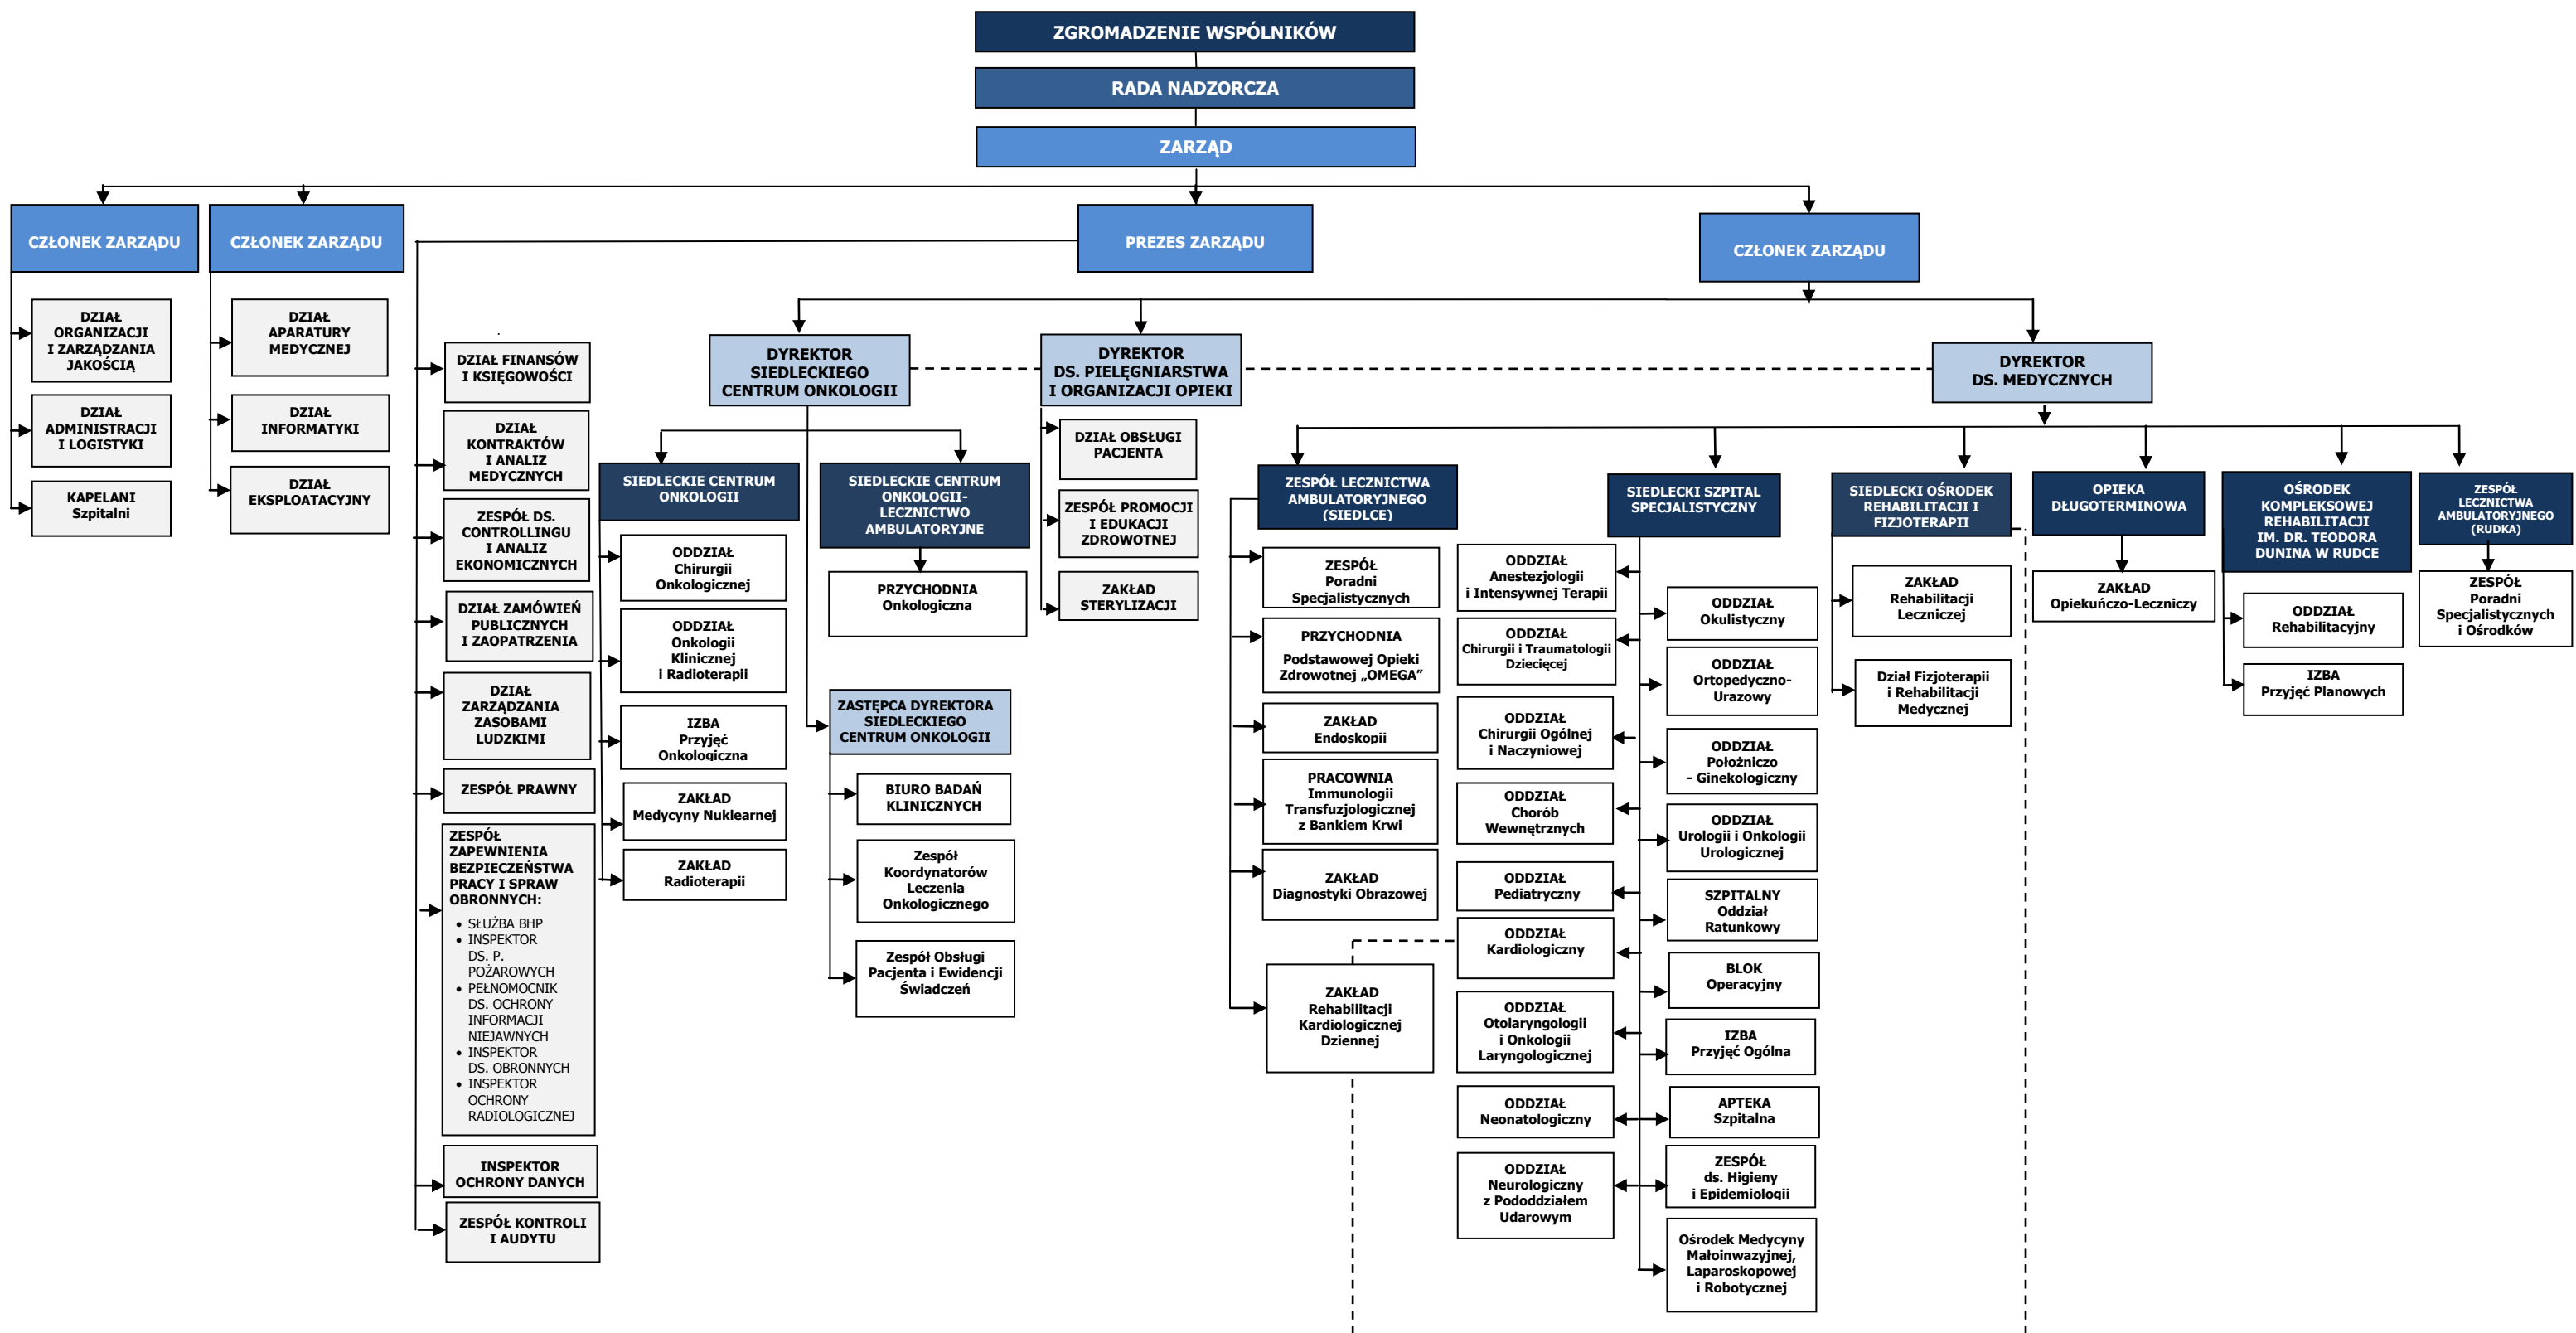 ZGROMADZENIE WSPÓLNIKÓW
RADA NADZORCZA
ZARZĄD
CZŁONEK ZARZĄDU
CZŁONEK ZARZĄDU
PREZES ZARZĄDU
CZŁONEK ZARZĄDU
DZIAŁ
ORGANIZACJI
I ZARZĄDZANIA
JAKOŚCIĄ
DZIAŁ
ADMINISTRACJI
I LOGISTYKI
KAPELANI
Szpitalni
DZIAŁ
APARATURY
MEDYCZNEJ
DZIAŁ
INFORMATYKI
DZIAŁ
EKSPLOATACYJNY
DZIAŁ FINANSÓW
I KSIĘGOWOŚCI
DZIAŁ
KONTRAKTÓW
I ANALIZ
MEDYCZNYCH
ZESPÓŁ DS.
CONTROLLINGU
I ANALIZ
EKONOMICZNYCH
DZIAŁ ZAMÓWIEŃ
PUBLICZNYCH
I ZAOPATRZENIA
DZIAŁ
ZARZĄDZANIA
ZASOBAMI
LUDZKIMI
ZESPÓŁ PRAWNY
ZESPÓŁ
ZAPEWNIENIA
BEZPIECZEŃSTWA
PRACY I SPRAW
OBRONNYCH:
• SŁUŻBA BHP
• INSPEKTOR
DS. P.
POŻAROWYCH
• PEŁNOMOCNIK
DS. OCHRONY
INFORMACJI
NIEJAWNYCH
• INSPEKTOR
DS. OBRONNYCH
• INSPEKTOR
OCHRONY
RADIOLOGICZNEJ
INSPEKTOR
OCHRONY DANYCH
ZESPÓŁ KONTROLI
I AUDYTU
DYREKTOR
SIEDLECKIEGO
CENTRUM ONKOLOGII
DYREKTOR
DS. PIELĘGNIARSTWA
I ORGANIZACJI OPIEKI
DYREKTOR
DS. MEDYCZNYCH
SIEDLECKIE CENTRUM
ONKOLOGII
ODDZIAŁ
Chirurgii
Onkologicznej
ODDZIAŁ
Onkologii
Klinicznej
i Radioterapii
IZBA
Przyjęć
Onkologiczna
ZAKŁAD
Medycyny Nuklearnej
ZAKŁAD
Radioterapii
SIEDLECKIE CENTRUM
ONKOLOGII-
LECZNICTWO
AMBULATORYJNE
PRZYCHODNIA
Onkologiczna
ZASTĘPCA DYREKTORA
SIEDLECKIEGO
CENTRUM ONKOLOGII
BIURO BADAŃ
KLINICZNYCH
Zespół
Koordynatorów
Leczenia
Onkologicznego
Zespół Obsługi
Pacjenta i Ewidencji
Świadczeń
DZIAŁ OBSŁUGI
PACJENTA
ZESPÓŁ PROMOCJI
I EDUKACJI
ZDROWOTNEJ
ZAKŁAD
STERYLIZACJI
ZESPÓŁ LECZNICTWA
AMBULATORYJNEGO
(SIEDLCE)
ZESPÓŁ
Poradni
Specjalistycznych
PRZYCHODNIA
Podstawowej Opieki
Zdrowotnej „OMEGA”
ZAKŁAD
Endoskopii
PRACOWNIA
Immunologii
Transfuzjologicznej
z Bankiem Krwi
ZAKŁAD
Diagnostyki Obrazowej
ZAKŁAD
Rehabilitacji
Kardiologicznej
Dziennej
SIEDLECKI SZPITAL
SPECJALISTYCZNY
ODDZIAŁ
Anestezjologii
i Intensywnej Terapii
ODDZIAŁ
Chirurgii i Traumatologii
Dziecięcej
ODDZIAŁ
Chirurgii Ogólnej
i Naczyniowej
ODDZIAŁ
Chorób
Wewnętrznych
ODDZIAŁ
Pediatryczny
ODDZIAŁ
Kardiologiczny
ODDZIAŁ
Otolaryngologii
i Onkologii
Laryngologicznej
ODDZIAŁ
Neonatologiczny
ODDZIAŁ
Neurologiczny
z Pododdziałem
Udarowym
ODDZIAŁ
Okulistyczny
ODDZIAŁ
Ortopedyczno-
Urazowy
ODDZIAŁ
Położniczo
- Ginekologiczny
ODDZIAŁ
Urologii i Onkologii
Urologicznej
SZPITALNY
Oddział
Ratunkowy
BLOK
Operacyjny
IZBA
Przyjęć Ogólna
APTEKA
Szpitalna
ZESPÓŁ
ds. Higieny
i Epidemiologii
Ośrodek Medycyny
Małoinwazyjnej,
Laparoskopowej
i Robotycznej
SIEDLECKI OŚRODEK
REHABILITACJI I
FIZJOTERAPII
ZAKŁAD
Rehabilitacji
Leczniczej
Dział Fizjoterapii
i Rehabilitacji
Medycznej
OPIEKA
DŁUGOTERMINOWA
ZAKŁAD
Opiekuńczo-Leczniczy
OŚRODEK
KOMPLEKSOWEJ
REHABILITACJI
IM. DR. TEODORA
DUNINA W RUDCE
ODDZIAŁ
Rehabilitacyjny
IZBA
Przyjęć Planowych
ZESPÓŁ
LECZNICTWA
AMBULATORYJNEGO
(RUDKA)
ZESPÓŁ
Poradni
Specjalistycznych
i Ośrodków